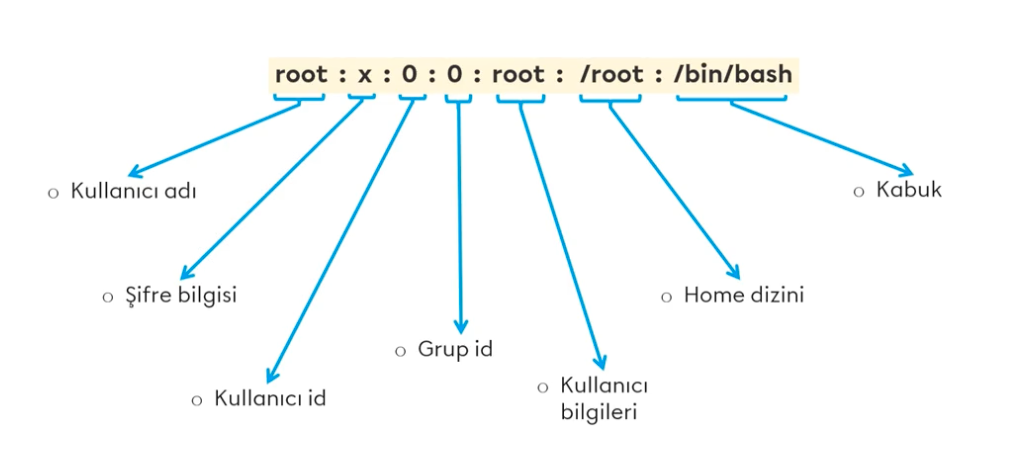 root : x : 0 : 0 : root : /root : /bin/bash
o Kullanıcı adı
o Kabuk
o Şifre bilgisi
o Home dizini
o Grup id
o Kullanıcı id
o Kullanıcı
bilgileri